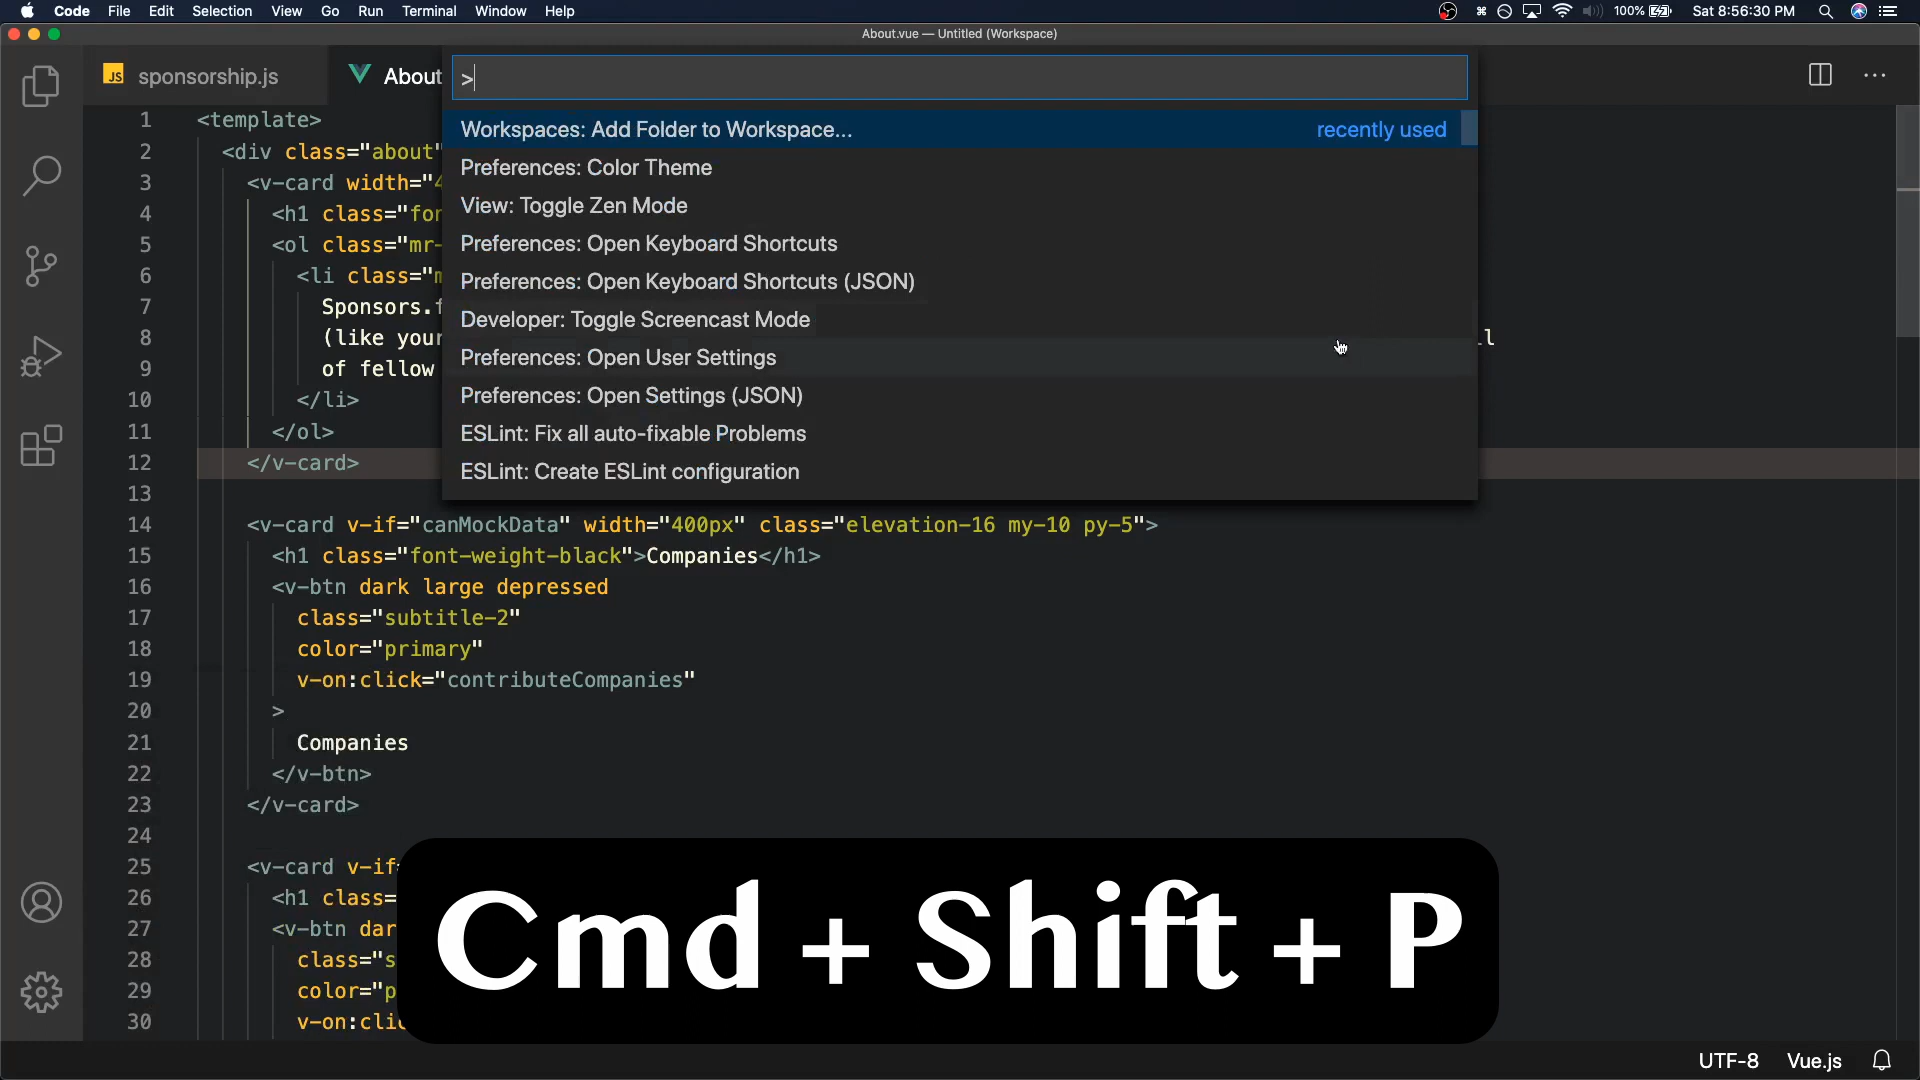 Code File Edit Selection View Go Run Terminal Window Help 100% Sat 8:56:30 PM
About.vue — Untitled (Workspace)
JS sponsorship.js About
>
Workspaces: Add Folder to Workspace... recently used
Preferences: Color Theme
View: Toggle Zen Mode
Preferences: Open Keyboard Shortcuts
Preferences: Open Keyboard Shortcuts (JSON)
Developer: Toggle Screencast Mode
Preferences: Open User Settings
Preferences: Open Settings (JSON)
ESLint: Fix all auto-fixable Problems
ESLint: Create ESLint configuration
1 <template>
2 <div class="about"
3 <v-card width="4
4 <h1 class="for
5 <ol class="mr-
6 <li class="m
7 Sponsors.f
8 (like your
9 of fellow
10 </li>
11 </ol>
12 </v-card>
13
14 <v-card v-if="canMockData" width="400px" class="elevation-16 my-10 py-5">
15 <h1 class="font-weight-black">Companies</h1>
16 <v-btn dark large depressed
17 class="subtitle-2"
18 color="primary"
19 v-on:click="contributeCompanies"
20 >
21 Companies
22 </v-btn>
23 </v-card>
24
25 <v-card v-if=
26 <h1 class=
27 <v-btn dar
28 class="s
29 color="p
30 v-on:clic
Cmd + Shift + P
UTF-8 Vue.js